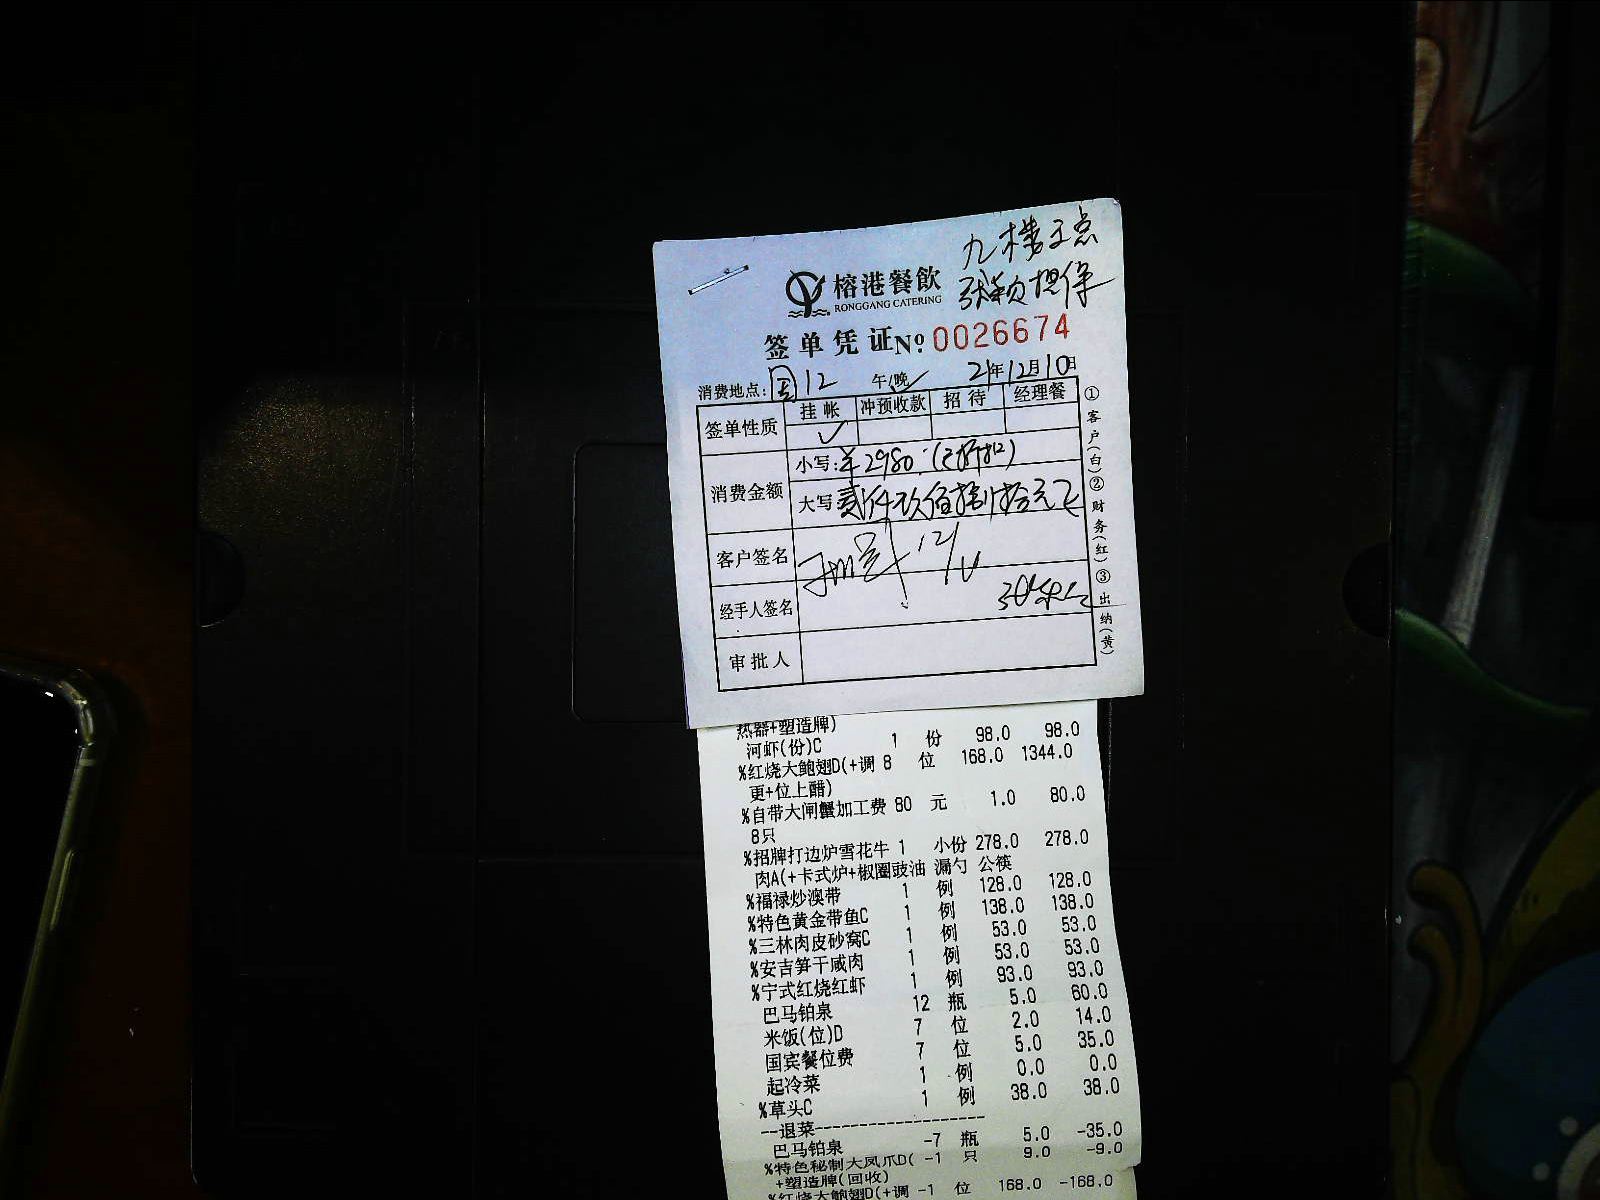 九楼王总
担保
榕港餐飲
RONGGANG CATERING
签单凭证 No. 0026674
消费地点: 国12 午/晚 21年12月10日
签单性质 挂帐 冲预收款 招待 经理餐
✓
消费金额 小写: ¥2980.
大写 贰仟玖佰捌拾元
客户签名 12/
经手人签名
审批人
①客户(白)②财务(红)③出纳(黄)
热器+塑造牌)
河虾(份)C 1 份 98.0 98.0
%红烧大鲍翅D(+调 8 位 168.0 1344.0
更+位上醋)
%自带大闸蟹加工费 80 元 1.0 80.0
8只
%招牌打边炉雪花牛 1 小份 278.0 278.0
肉A(+卡式炉+椒圈豉油 漏勺 公筷
%福禄炒澳带 1 例 128.0 128.0
%特色黄金带鱼C 1 例 138.0 138.0
%三林肉皮砂窝C 1 例 53.0 53.0
%安吉笋干咸肉 1 例 53.0 53.0
%宁式红烧红虾 1 例 93.0 93.0
巴马铂泉 12 瓶 5.0 60.0
米饭(位)D 7 位 2.0 14.0
国宾餐位费 7 位 5.0 35.0
起冷菜 1 例 0.0 0.0
%草头C 1 例 38.0 38.0
--退菜--------------------
巴马铂泉 -7 瓶 5.0 -35.0
%特色秘制大凤爪D( -1 只 9.0 -9.0
+塑造牌(回收)
%红烧大鲍翅D(+调 -1 位 168.0 -168.0